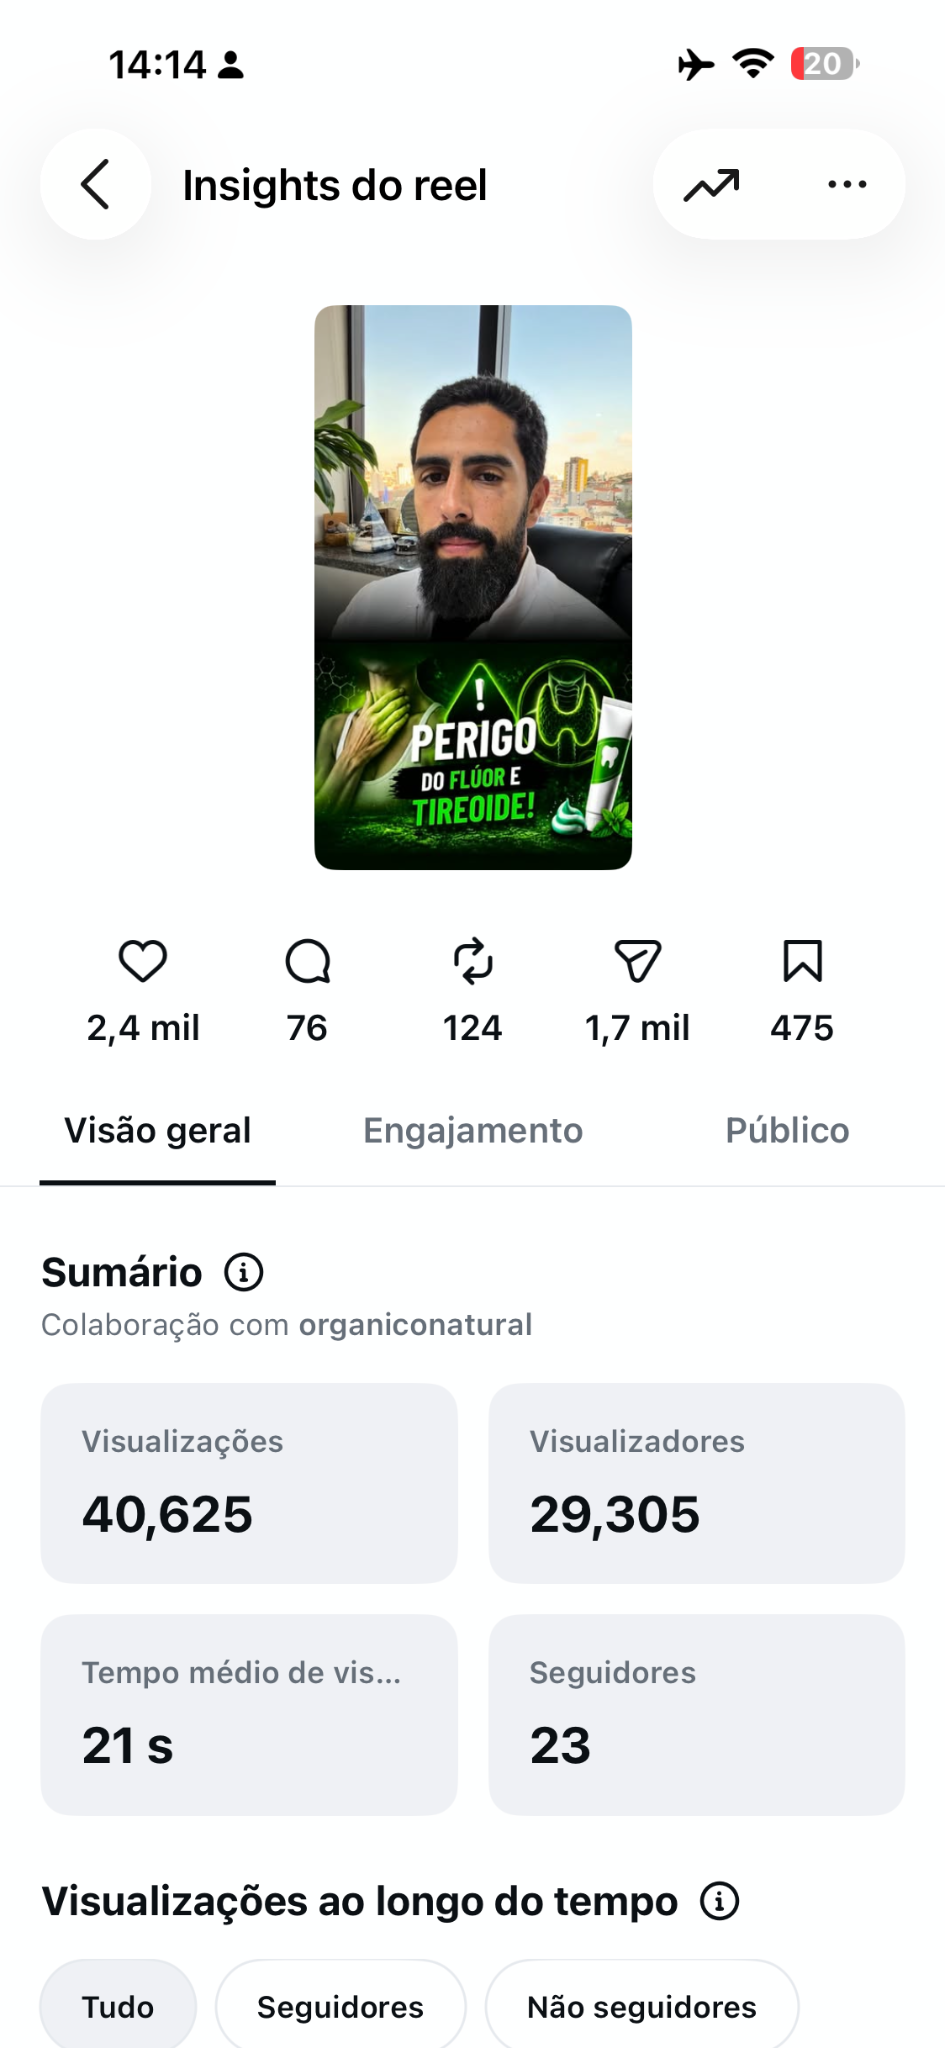 14:14
20
Insights do reel
!
PERIGO
DO FLÚOR E
TIREOIDE!
2,4 mil
76
124
1,7 mil
475
Visão geral
Engajamento
Público
Sumário
Colaboração com organiconatural
Visualizações
Visualizadores
40,625
29,305
Tempo médio de vis...
Seguidores
21 s
23
Visualizações ao longo do tempo
Tudo
Seguidores
Não seguidores